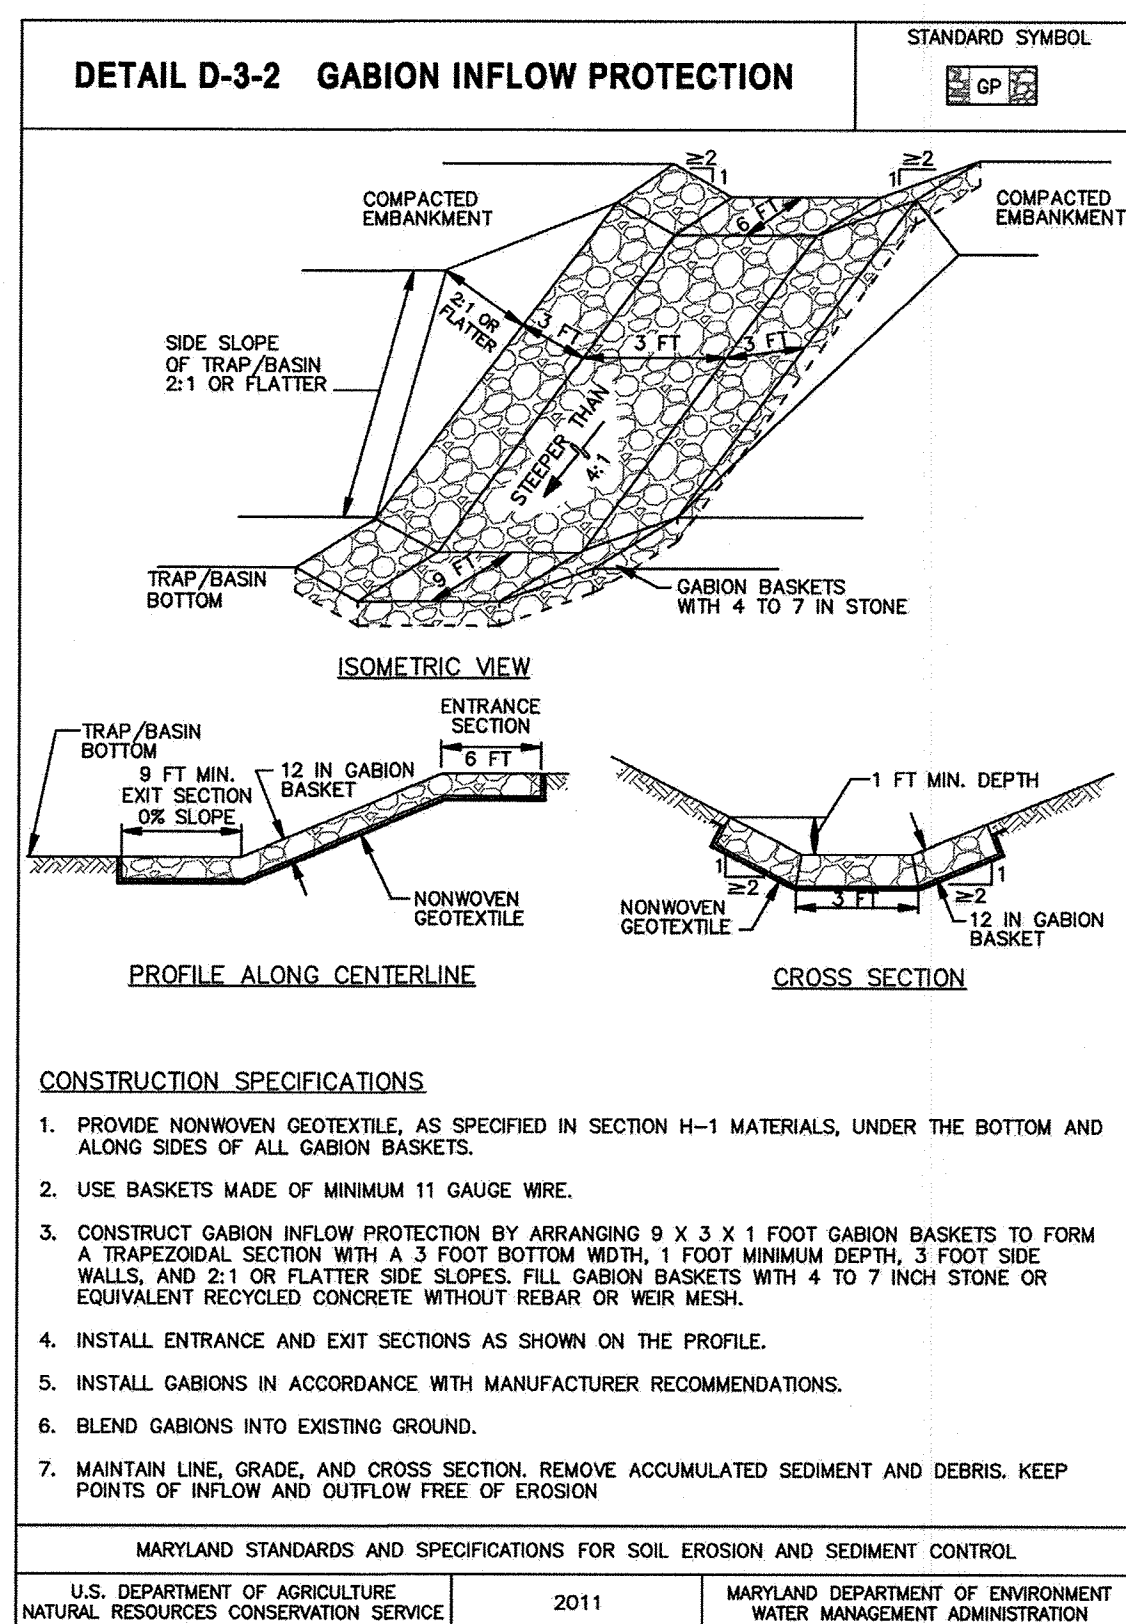 DETAIL D-3-2 GABION INFLOW PROTECTION
STANDARD SYMBOL
GP
≥2
1
≥2
1
COMPACTED
EMBANKMENT
COMPACTED
EMBANKMENT
6 FT
2:1 OR
FLATTER
3 FT
3 FT
3 FT
SIDE SLOPE
OF TRAP/BASIN
2:1 OR FLATTER
STEEPER THAN
4:1
9 FT
TRAP/BASIN
BOTTOM
GABION BASKETS
WITH 4 TO 7 IN STONE
ISOMETRIC VIEW
TRAP/BASIN
BOTTOM
9 FT MIN.
EXIT SECTION
0% SLOPE
12 IN GABION
BASKET
ENTRANCE
SECTION
6 FT
NONWOVEN
GEOTEXTILE
PROFILE ALONG CENTERLINE
1 FT MIN. DEPTH
1
≥2
1
≥2
3 FT
NONWOVEN
GEOTEXTILE
12 IN GABION
BASKET
CROSS SECTION
CONSTRUCTION SPECIFICATIONS
1. PROVIDE NONWOVEN GEOTEXTILE, AS SPECIFIED IN SECTION H-1 MATERIALS, UNDER THE BOTTOM AND
ALONG SIDES OF ALL GABION BASKETS.
2. USE BASKETS MADE OF MINIMUM 11 GAUGE WIRE.
3. CONSTRUCT GABION INFLOW PROTECTION BY ARRANGING 9 X 3 X 1 FOOT GABION BASKETS TO FORM
A TRAPEZOIDAL SECTION WITH A 3 FOOT BOTTOM WIDTH, 1 FOOT MINIMUM DEPTH, 3 FOOT SIDE
WALLS, AND 2:1 OR FLATTER SIDE SLOPES. FILL GABION BASKETS WITH 4 TO 7 INCH STONE OR
EQUIVALENT RECYCLED CONCRETE WITHOUT REBAR OR WEIR MESH.
4. INSTALL ENTRANCE AND EXIT SECTIONS AS SHOWN ON THE PROFILE.
5. INSTALL GABIONS IN ACCORDANCE WITH MANUFACTURER RECOMMENDATIONS.
6. BLEND GABIONS INTO EXISTING GROUND.
7. MAINTAIN LINE, GRADE, AND CROSS SECTION. REMOVE ACCUMULATED SEDIMENT AND DEBRIS. KEEP
POINTS OF INFLOW AND OUTFLOW FREE OF EROSION
MARYLAND STANDARDS AND SPECIFICATIONS FOR SOIL EROSION AND SEDIMENT CONTROL
U.S. DEPARTMENT OF AGRICULTURE
NATURAL RESOURCES CONSERVATION SERVICE
2011
MARYLAND DEPARTMENT OF ENVIRONMENT
WATER MANAGEMENT ADMINISTRATION